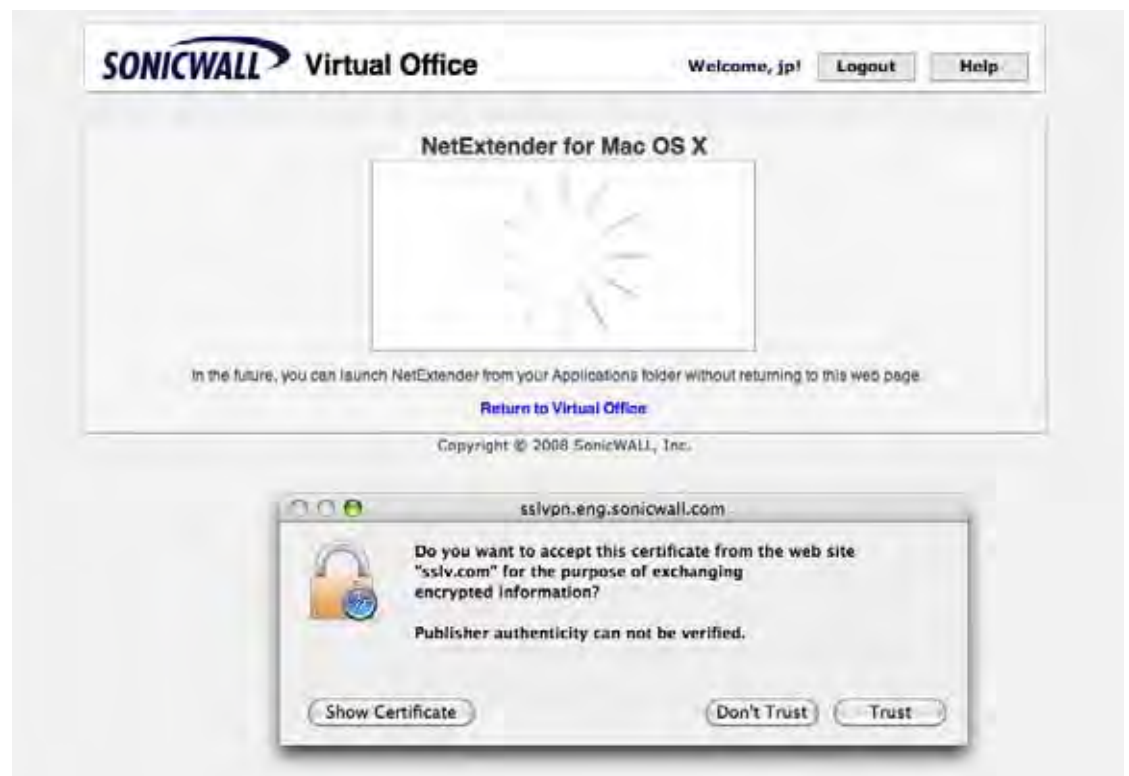 SONICWALL Virtual Office
Welcome, jp! Logout Help
NetExtender for Mac OS X
In the future, you can launch NetExtender from your Applications folder without returning to this web page.
Return to Virtual Office
Copyright © 2008 SonicWALL, Inc.
sslvpn.eng.sonicwall.com
Do you want to accept this certificate from the web site
"sslv.com" for the purpose of exchanging
encrypted information?
Publisher authenticity can not be verified.
Show Certificate Don't Trust Trust